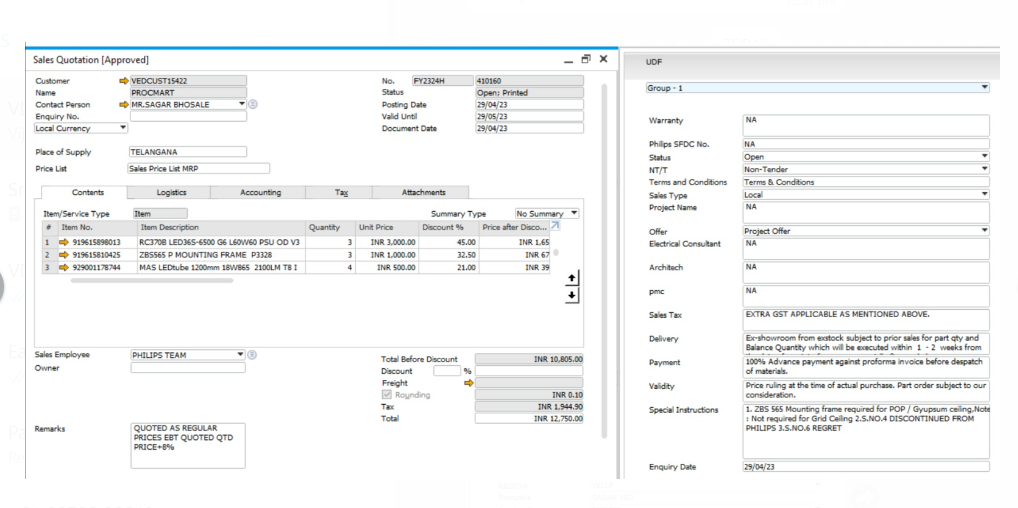 Sales Quotation [Approved]
Customer VEDCUST15422
Name PROCMART
Contact Person MR.SAGAR BHOSALE
Enquiry No.
Local Currency
Place of Supply TELANGANA
Price List Sales Price List MRP
No. FY2324H 410160
Status Open; Printed
Posting Date 29/04/23
Valid Until 29/05/23
Document Date 29/04/23
Contents Logistics Accounting Tax Attachments
Item/Service Type Item Summary Type No Summary
# Item No. Item Description Quantity Unit Price Discount % Price after Disco...
1 919615898013 RC370B LED36S-6500 G6 L60W60 PSU OD V3 3 INR 3,000.00 45.00 INR 1,65
2 919615810425 ZBS565 P MOUNTING FRAME P3328 3 INR 1,000.00 32.50 INR 67
3 929001178744 MAS LEDtube 1200mm 18W865 2100LM T8 I 4 INR 500.00 21.00 INR 39
Sales Employee PHILIPS TEAM
Owner
Remarks QUOTED AS REGULAR
PRICES EBT QUOTED QTD
PRICE+8%
Total Before Discount INR 10,805.00
Discount %
Freight
Rounding INR 0.10
Tax INR 1,944.90
Total INR 12,750.00
UDF
Group - 1
Warranty NA
Philips SFDC No. NA
Status Open
NT/T Non-Tender
Terms and Conditions Terms & Conditions
Sales Type Local
Project Name NA
Offer Project Offer
Electrical Consultant NA
Architech NA
pmc NA
Sales Tax EXTRA GST APPLICABLE AS MENTIONED ABOVE.
Delivery Ex-showroom from exstock subject to prior sales for part qty and
Balance Quantity which will be executed within 1 - 2 weeks from
Payment 100% Advance payment against proforma invoice before despatch
of materials.
Validity Price ruling at the time of actual purchase. Part order subject to our
consideration.
Special Instructions 1. ZBS 565 Mounting frame required for POP / Gyupsum ceiling,Note
: Not required for Grid Ceiling 2.S.NO.4 DISCONTINUED FROM
PHILIPS 3.S.NO.6 REGRET
Enquiry Date 29/04/23